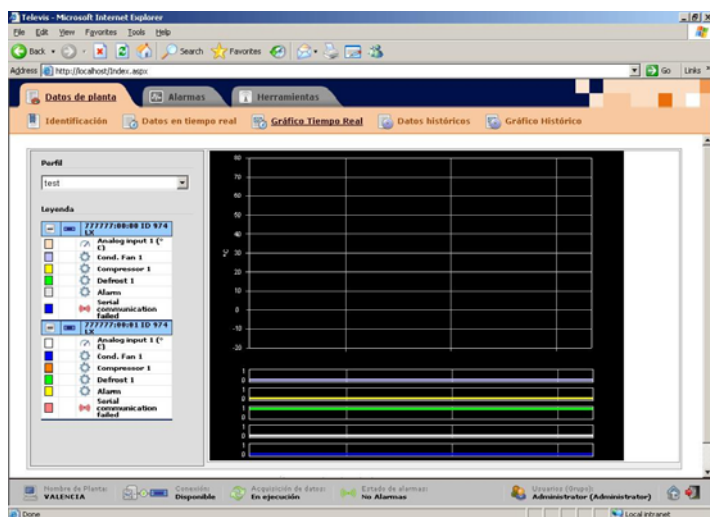 Televis - Microsoft Internet Explorer
File Edit View Favorites Tools Help
Back Search Favorites
Address http://localhost/Index.aspx Go Links
Datos de planta Alarmas Herramientas
Identificación Datos en tiempo real Gráfico Tiempo Real Datos históricos Gráfico Histórico
Perfil
test
Leyenda
777777:00:00 ID 974
LX
Analog input 1 (°
C)
Cond. Fan 1
Compressor 1
Defrost 1
Alarm
Serial
communication
failed
777777:00:01 ID 974
LX
Analog input 1 (°
C)
Cond. Fan 1
Compressor 1
Defrost 1
Alarm
Serial
communication
failed
80
70
60
50
40
°C
30
20
10
0
-10
-20
1
0
1
0
1
0
1
0
1
0
Nombre de Planta: Conexión: Adquisición de datos: Estado de alarmas: Usuarios (Grupo):
VALENCIA Disponible En ejecución No Alarmas Administrator (Administrator)
Done Local intranet